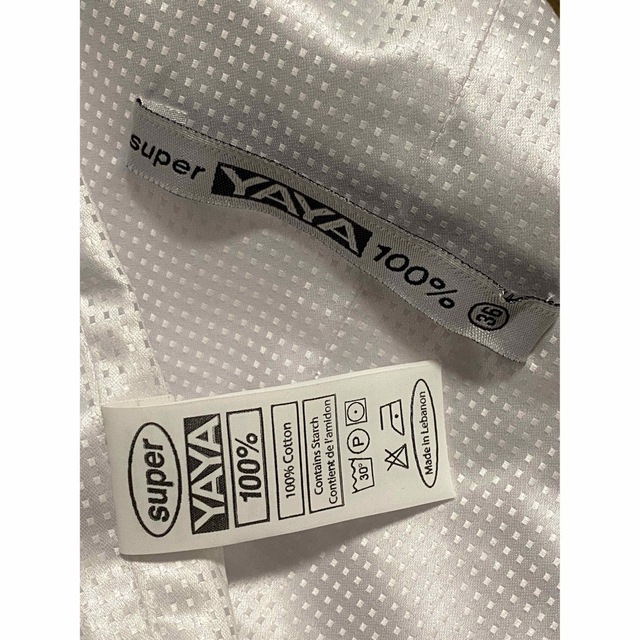 super YAYA 100% 36
super
YAYA
100%
100% Cotton
Contains Starch
Contient de l'amidon
30° P
Made in Lebanon